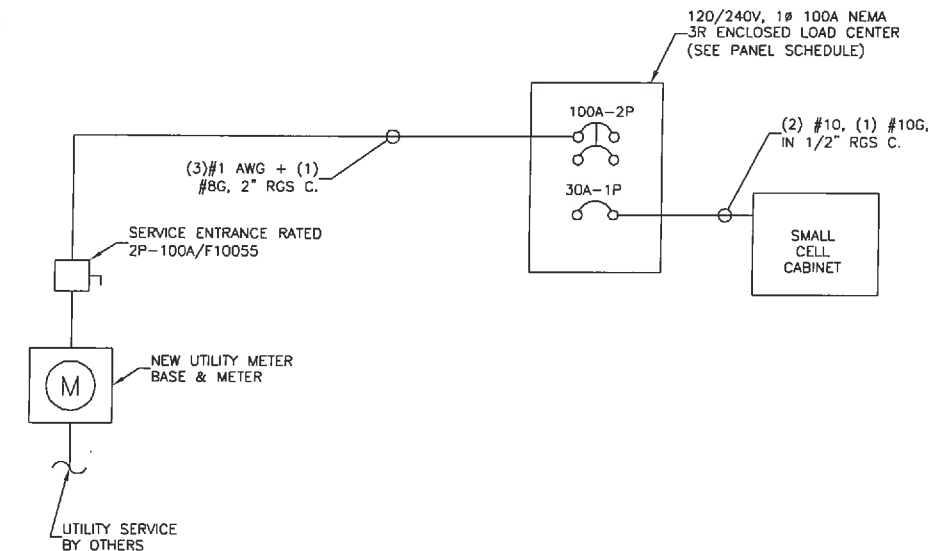 120/240V, 1ø 100A NEMA
3R ENCLOSED LOAD CENTER
(SEE PANEL SCHEDULE)
100A-2P
(2) #10, (1) #10G,
IN 1/2" RGS C.
(3)#1 AWG + (1)
#8G, 2" RGS C.
30A-1P
SERVICE ENTRANCE RATED
2P-100A/F10055
SMALL
CELL
CABINET
NEW UTILITY METER
BASE & METER
M
UTILITY SERVICE
BY OTHERS